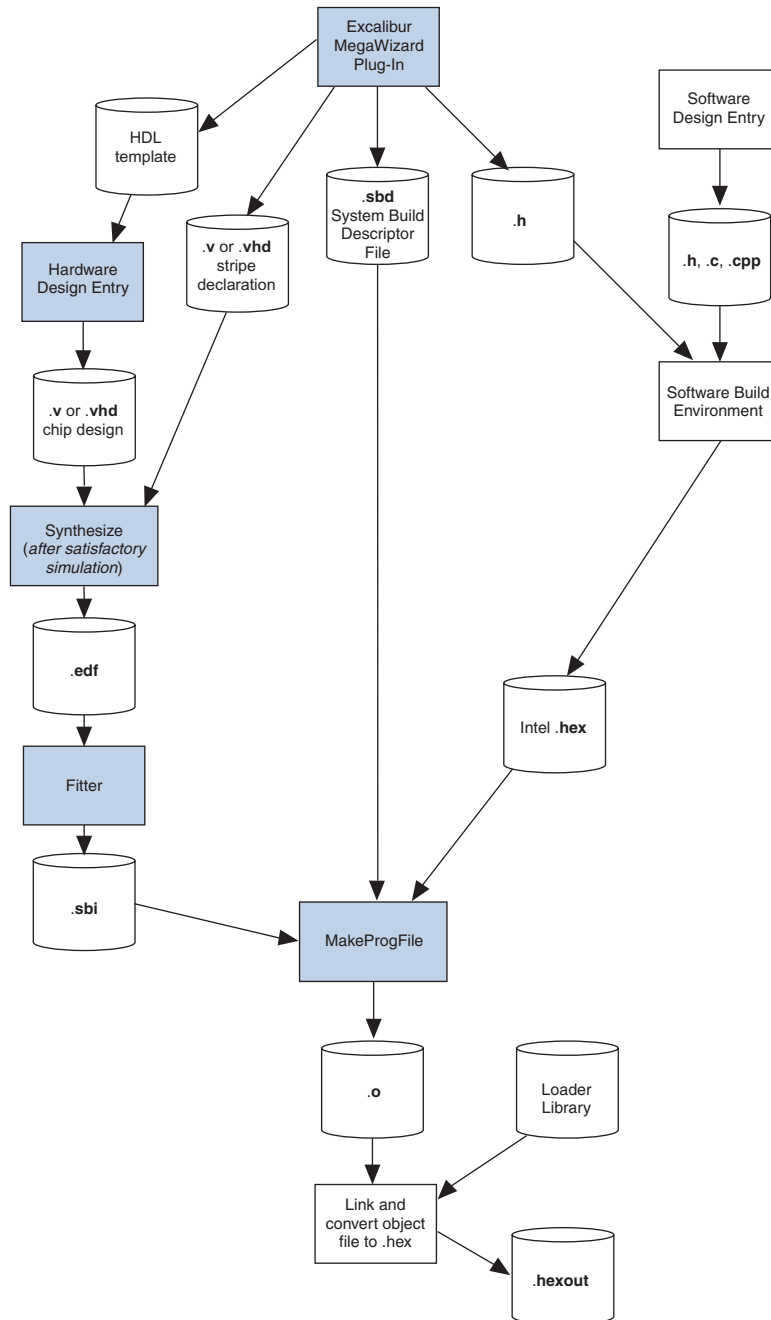 Excalibur
MegaWizard
Plug-In
Software
Design Entry
HDL
template
.sbd
System Build
Descriptor
File
.h
.v or .vhd
stripe
declaration
.h, .c, .cpp
Hardware
Design Entry
Software Build
Environment
.v or .vhd
chip design
Synthesize
(after satisfactory
simulation)
.edf
Intel .hex
Fitter
.sbi
MakeProgFile
.o
Loader
Library
Link and
convert object
file to .hex
.hexout